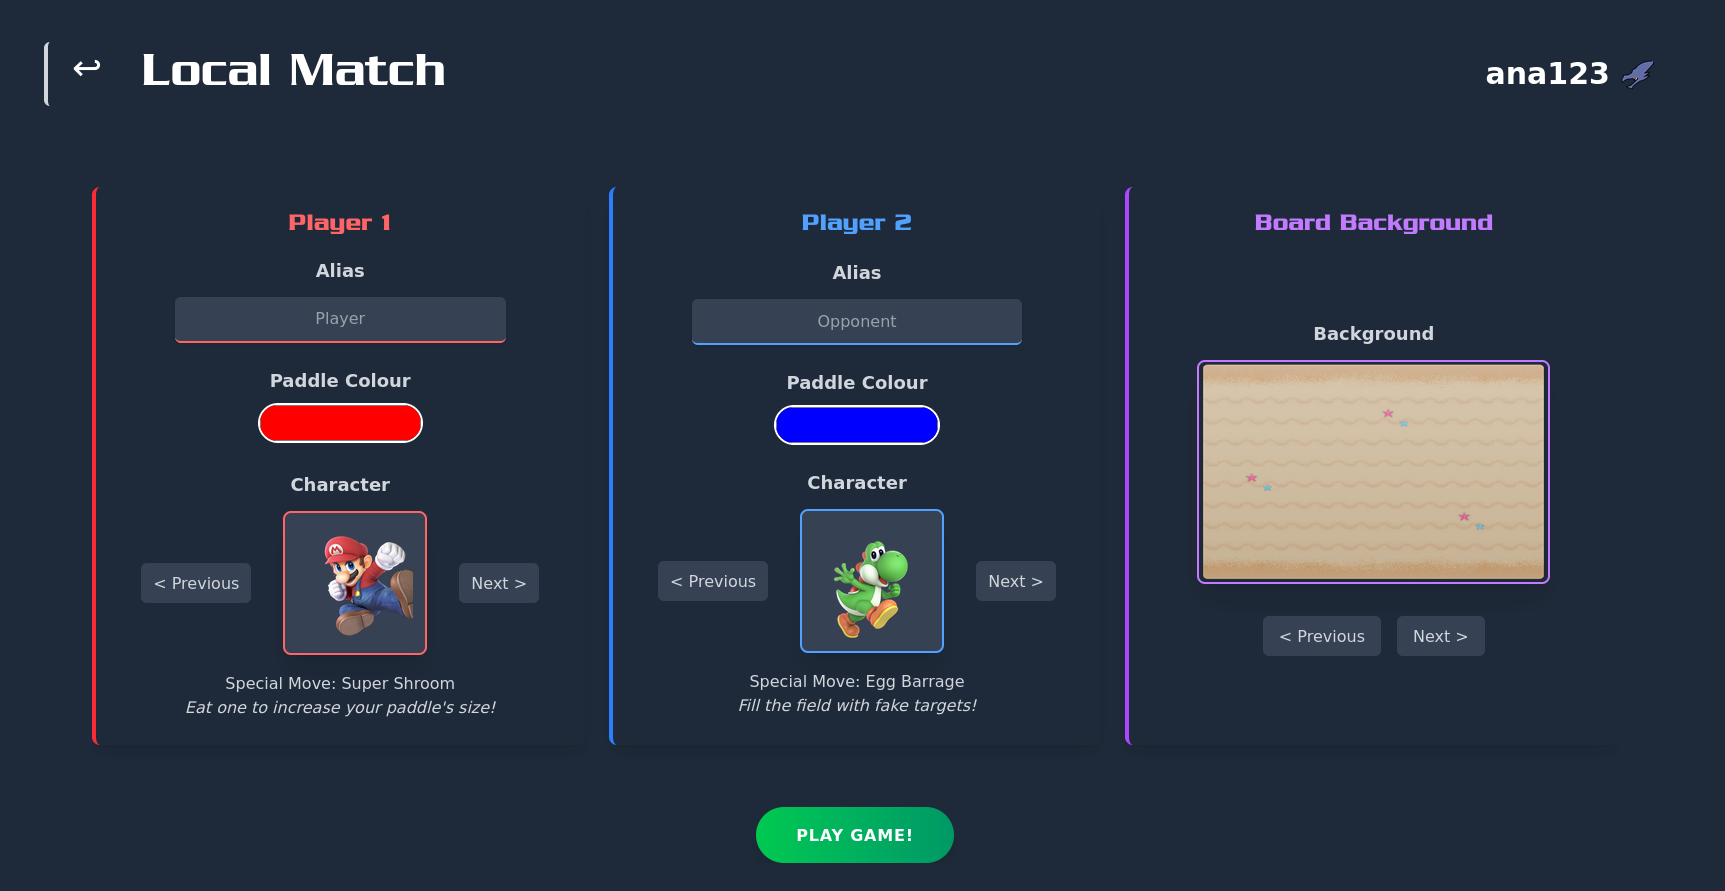 ↩ Local Match
ana123
Player 1
Alias
Player
Paddle Colour
Character
< Previous
M
Next >
Special Move: Super Shroom
Eat one to increase your paddle's size!
Player 2
Alias
Opponent
Paddle Colour
Character
< Previous
Next >
Special Move: Egg Barrage
Fill the field with fake targets!
Board Background
Background
< Previous
Next >
PLAY GAME!